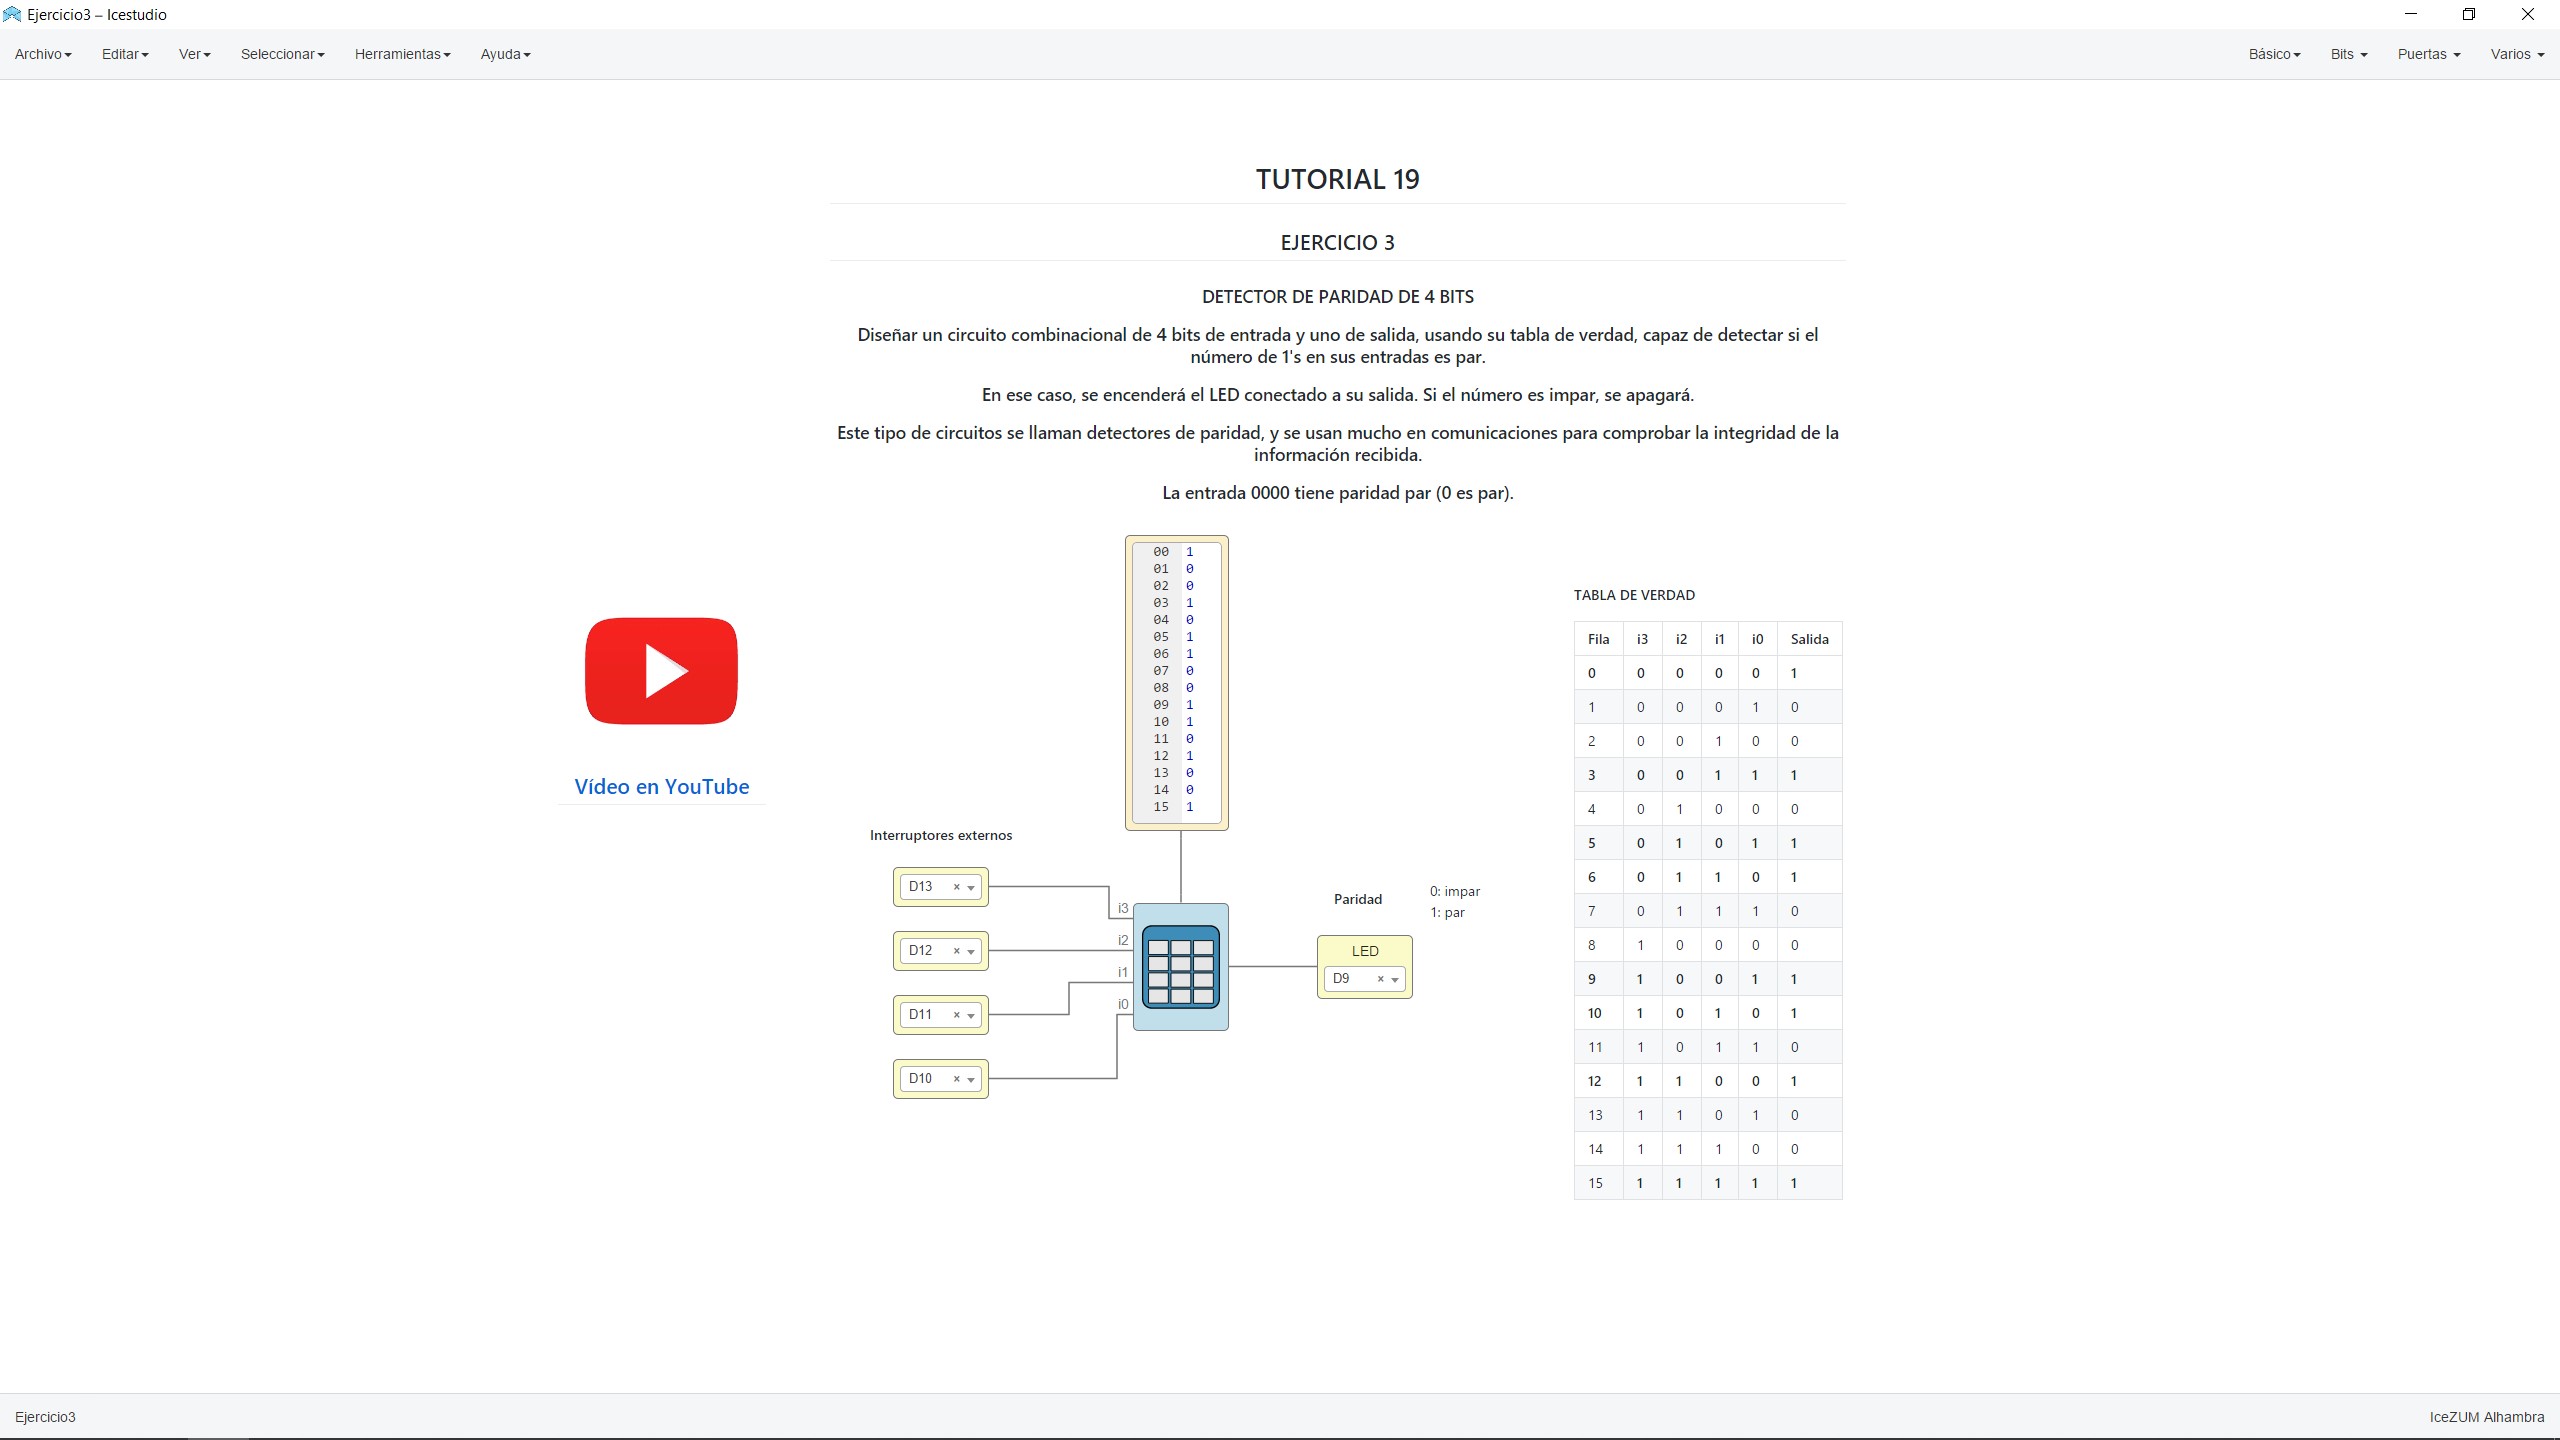 Ejercicio3 – Icestudio
Archivo Editar Ver Seleccionar Herramientas Ayuda Básico Bits Puertas Varios
TUTORIAL 19
EJERCICIO 3
DETECTOR DE PARIDAD DE 4 BITS
Diseñar un circuito combinacional de 4 bits de entrada y uno de salida, usando su tabla de verdad, capaz de detectar si el
número de 1's en sus entradas es par.
En ese caso, se encenderá el LED conectado a su salida. Si el número es impar, se apagará.
Este tipo de circuitos se llaman detectores de paridad, y se usan mucho en comunicaciones para comprobar la integridad de la
información recibida.
La entrada 0000 tiene paridad par (0 es par).
00 1
01 0
02 0
03 1
04 0
05 1
06 1
07 0
08 0
09 1
10 1
11 0
12 1
13 0
14 0
15 1
Vídeo en YouTube
Interruptores externos
D13 ×
D12 ×
D11 ×
D10 ×
i3
i2
i1
i0
Paridad
0: impar
1: par
LED
D9 ×
TABLA DE VERDAD
Fila i3 i2 i1 i0 Salida
0 0 0 0 0 1
1 0 0 0 1 0
2 0 0 1 0 0
3 0 0 1 1 1
4 0 1 0 0 0
5 0 1 0 1 1
6 0 1 1 0 1
7 0 1 1 1 0
8 1 0 0 0 0
9 1 0 0 1 1
10 1 0 1 0 1
11 1 0 1 1 0
12 1 1 0 0 1
13 1 1 0 1 0
14 1 1 1 0 0
15 1 1 1 1 1
Ejercicio3
IceZUM Alhambra